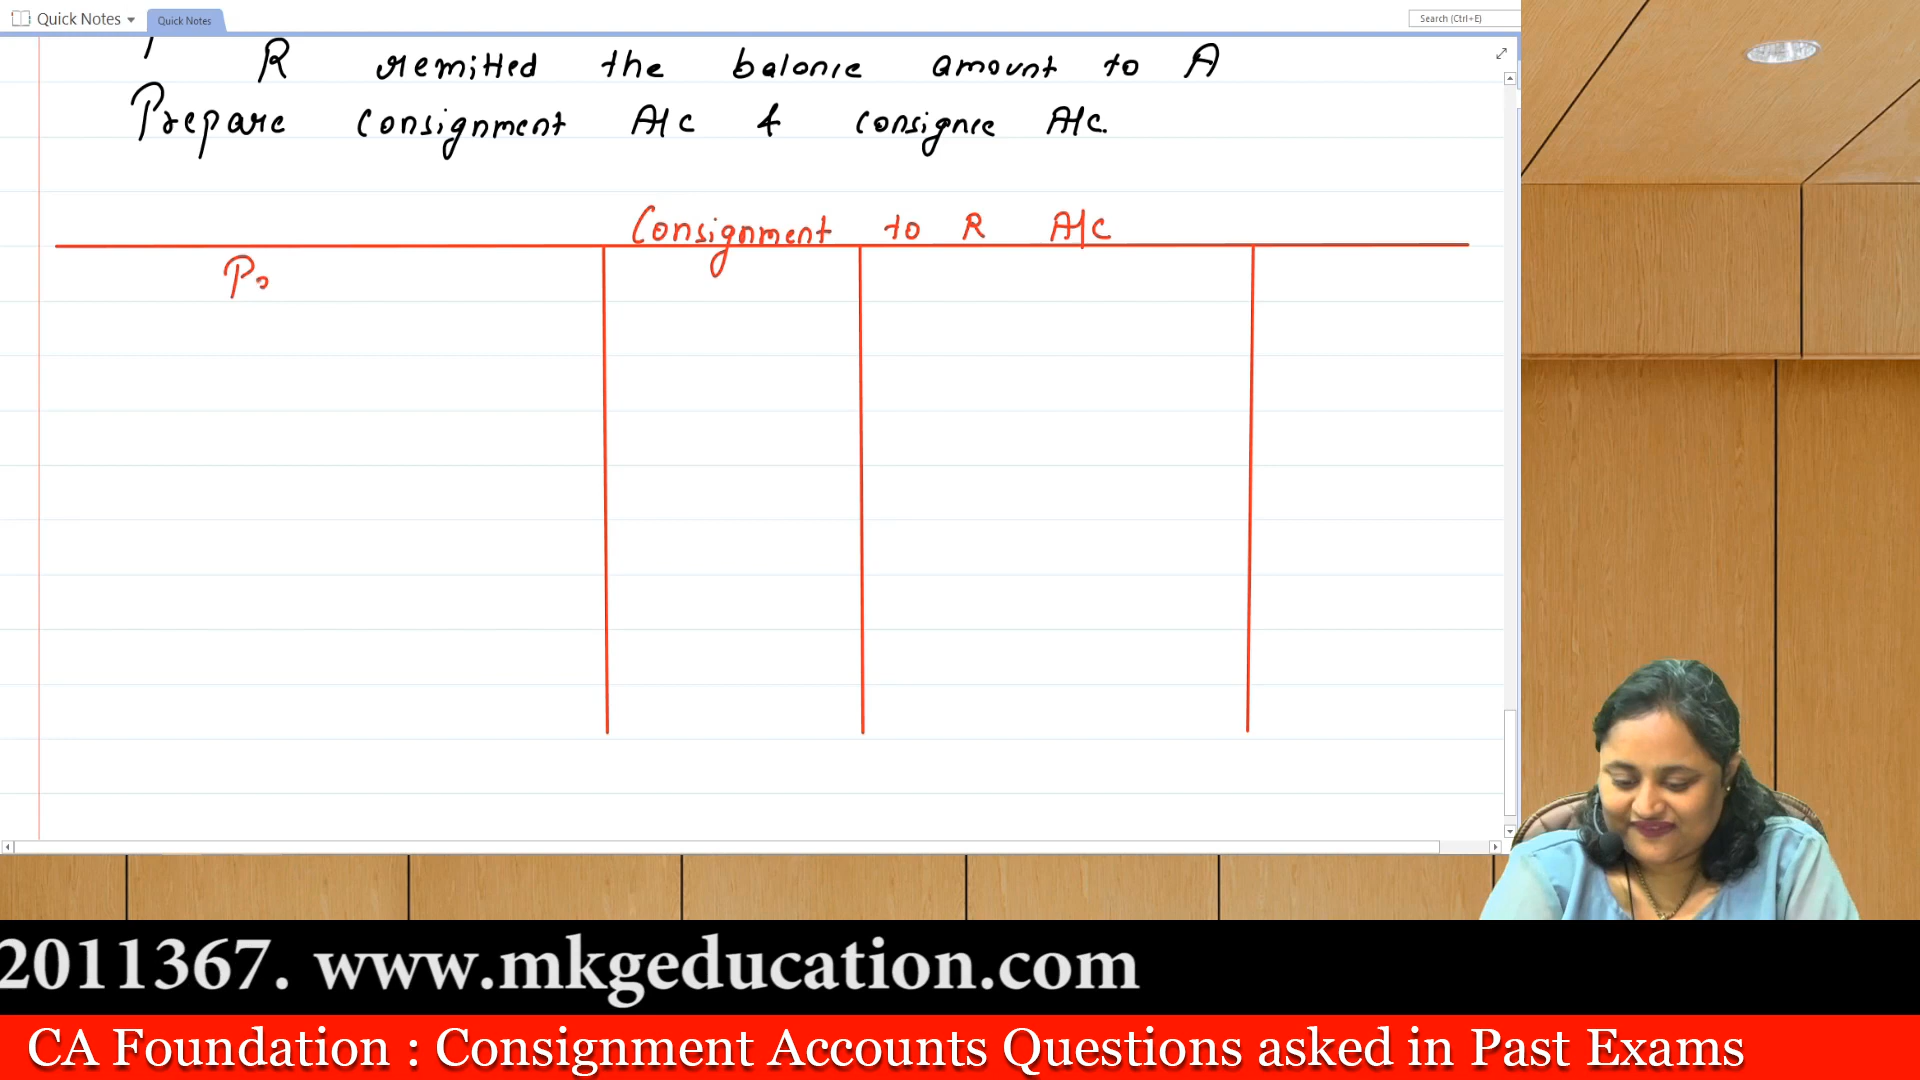 Quick Notes
Quick Notes
Search (Ctrl+E)
R remitted the balance amount to A
Prepare consignment A/c & consignee A/c.
Consignment to R A/c
2011367. www.mkgeducation.com
CA Foundation : Consignment Accounts Questions asked in Past Exams